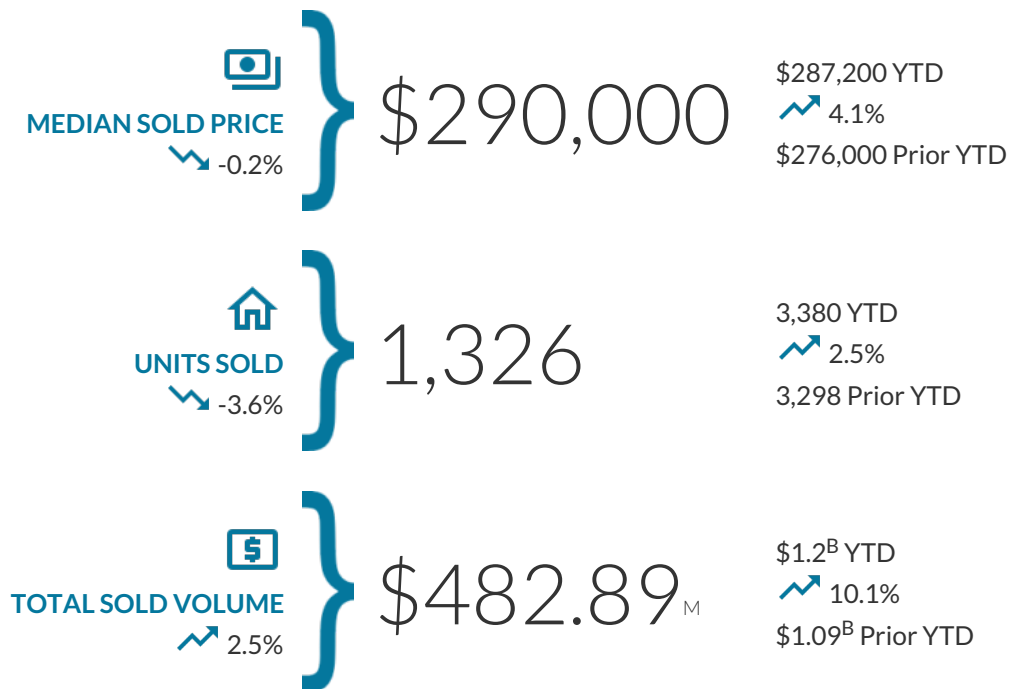 MEDIAN SOLD PRICE
-0.2%
$290,000
$287,200 YTD
4.1%
$276,000 Prior YTD
UNITS SOLD
-3.6%
1,326
3,380 YTD
2.5%
3,298 Prior YTD
TOTAL SOLD VOLUME
2.5%
$482.89M
$1.2B YTD
10.1%
$1.09B Prior YTD